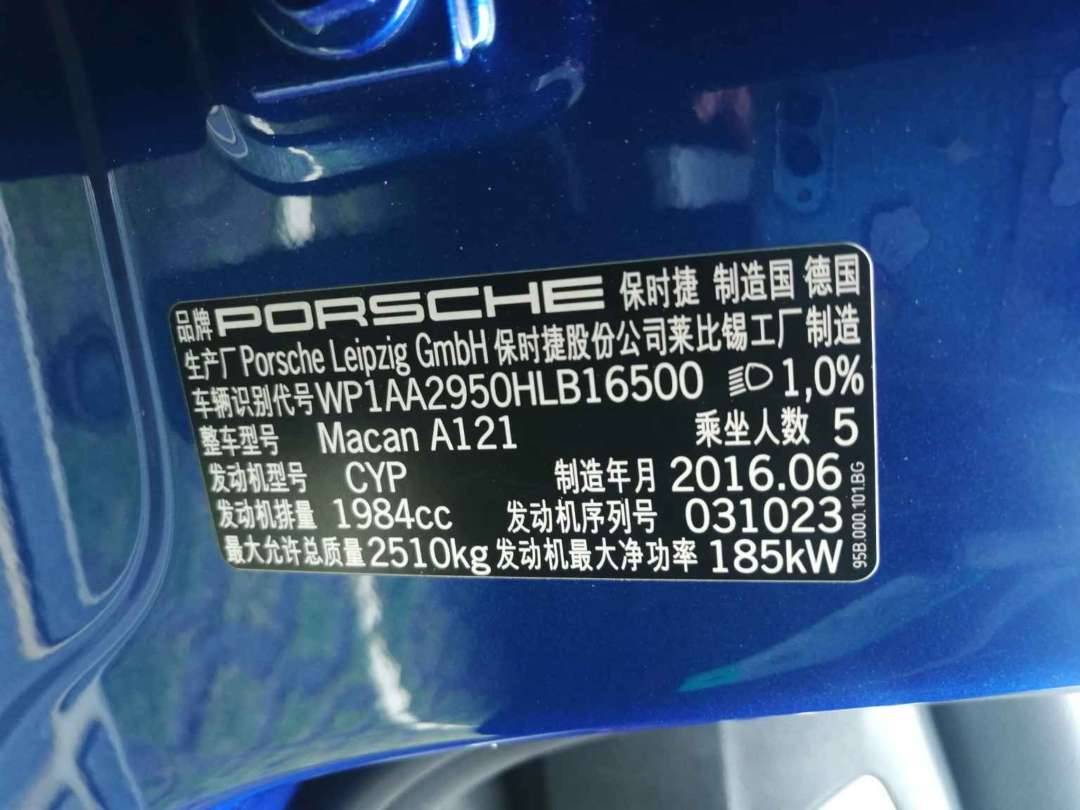 品牌 PORSCHE 保时捷 制造国 德国
生产厂 Porsche Leipzig GmbH 保时捷股份公司莱比锡工厂制造
车辆识别代号 WP1AA2950HLB16500 1,0%
整车型号 Macan A121 乘坐人数 5
发动机型号 CYP 制造年月 2016.06
发动机排量 1984cc 发动机序列号 031023
最大允许总质量 2510kg 发动机最大净功率 185kW
95B.000.101.BG